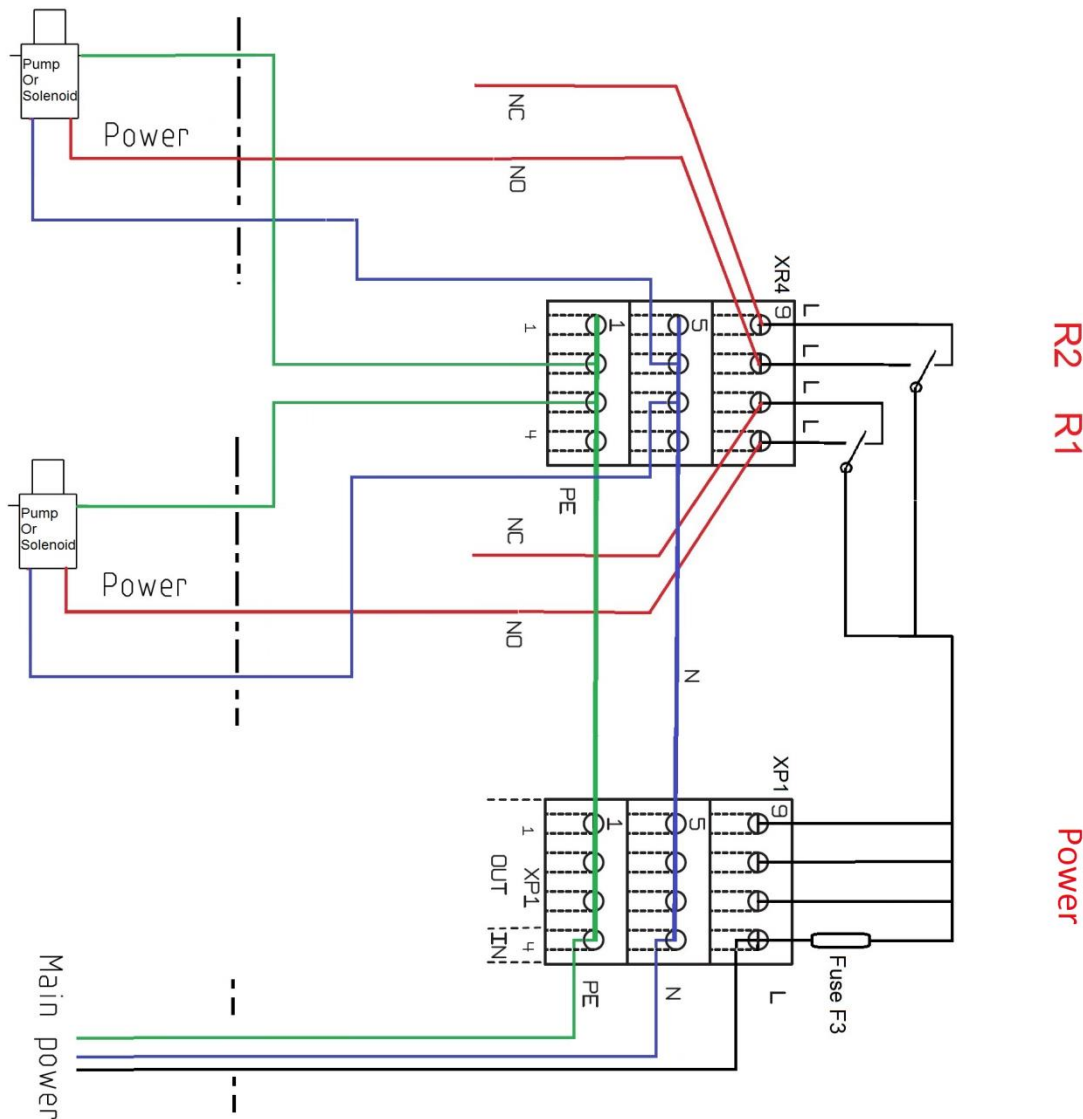 Pump
Or
Solenoid
Power
NC
NO
XR4
9
L
L
L
L
R2
R1
1
1
5
4
PE
Pump
Or
Solenoid
Power
NC
NO
N
XP1
9
Power
1
1
5
OUT
XP1
IN
4
PE
N
L
Fuse F3
Main power